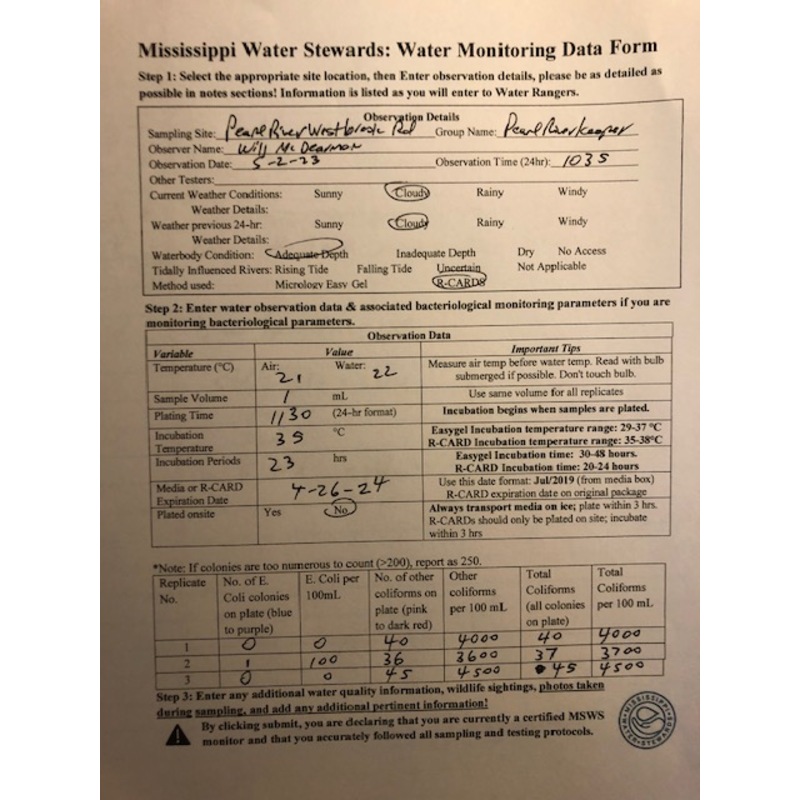 Mississippi Water Stewards: Water Monitoring Data Form
Step 1: Select the appropriate site location, then Enter observation details, please be as detailed as
possible in notes sections! Information is listed as you will enter to Water Rangers.
Observation Details
Sampling Site: Pearl River Westbrook Rd Group Name: Pearl Riverkeeper
Observer Name: Will McDearmon
Observation Date: 5-2-23 Observation Time (24hr): 1035
Other Testers:
Current Weather Conditions: Sunny Cloudy Rainy Windy
Weather Details:
Weather previous 24-hr: Sunny Cloudy Rainy Windy
Weather Details:
Waterbody Condition: Adequate Depth Inadequate Depth Dry No Access
Tidally Influenced Rivers: Rising Tide Falling Tide Uncertain Not Applicable
Method used: Micrology Easy Gel R-CARDS
Step 2: Enter water observation data & associated bacteriological monitoring parameters if you are
monitoring bacteriological parameters.
Observation Data
Variable Value Important Tips
Temperature (°C) Air: 21 Water: 22 Measure air temp before water temp. Read with bulb
submerged if possible. Don't touch bulb.
Sample Volume 1 mL Use same volume for all replicates
Plating Time 1130 (24-hr format) Incubation begins when samples are plated.
Incubation
Temperature 35 °C Easygel Incubation temperature range: 29-37 °C
R-CARD Incubation temperature range: 35-38°C
Incubation Periods 23 hrs Easygel Incubation time: 30-48 hours.
R-CARD Incubation time: 20-24 hours
Media or R-CARD
Expiration Date 4-26-24 Use this date format: Jul/2019 (from media box)
R-CARD expiration date on original package
Plated onsite Yes No Always transport media on ice; plate within 3 hrs.
R-CARDs should only be plated on site; incubate
within 3 hrs
*Note: If colonies are too numerous to count (>200), report as 250.
Replicate No. of E. E. Coli per No. of other Other Total Total
No. Coli colonies 100mL coliforms on coliforms Coliforms Coliforms
on plate (blue plate (pink per 100 mL (all colonies per 100 mL
to purple) to dark red) on plate)
1 0 0 40 4000 40 4000
2 1 100 36 3600 37 3700
3 0 0 45 4500 45 4500
Step 3: Enter any additional water quality information, wildlife sightings, photos taken
during sampling, and add any additional pertinent information!
By clicking submit, you are declaring that you are currently a certified MSWS
monitor and that you accurately followed all sampling and testing protocols.
MISSISSIPPI WATER STEWARDS